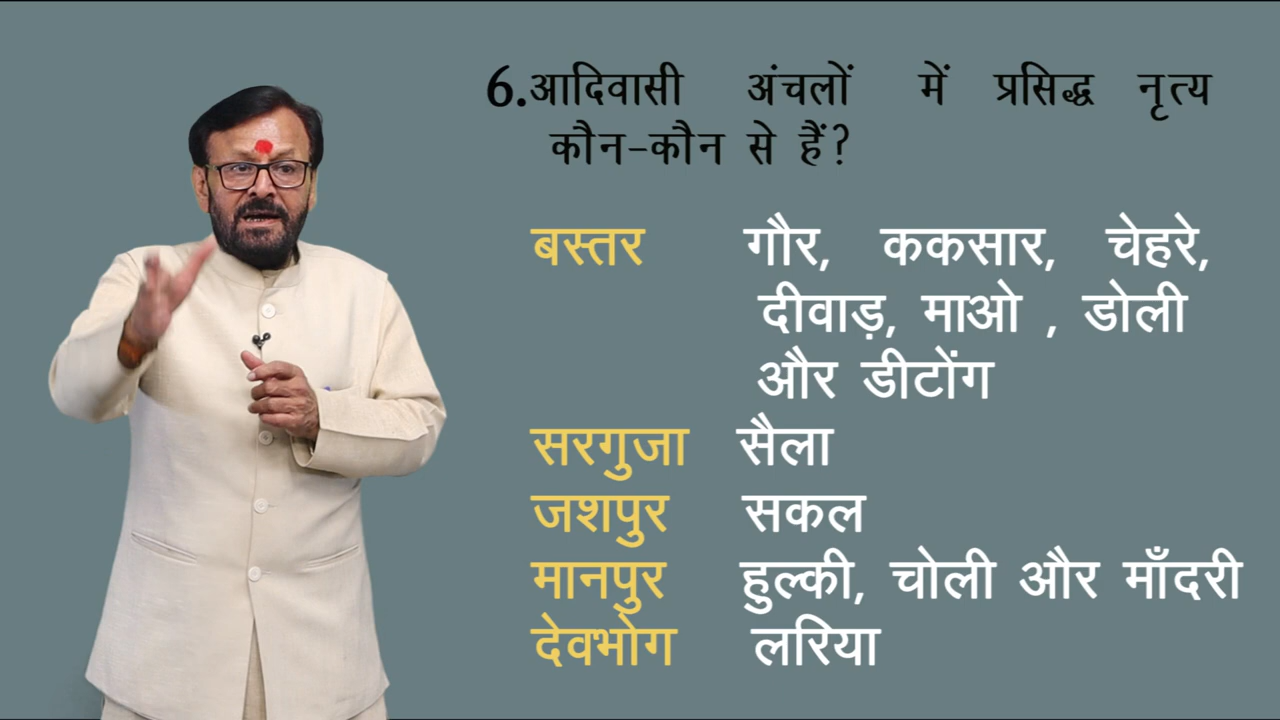 6.आदिवासी अंचलों में प्रसिद्ध नृत्य
कौन-कौन से हैं?
बस्तर गौर, ककसार, चेहरे,
दीवाड़, माओ , डोली
और डीटोंग
सरगुजा सैला
जशपुर सकल
मानपुर हुल्की, चोली और माँदरी
देवभोग लरिया